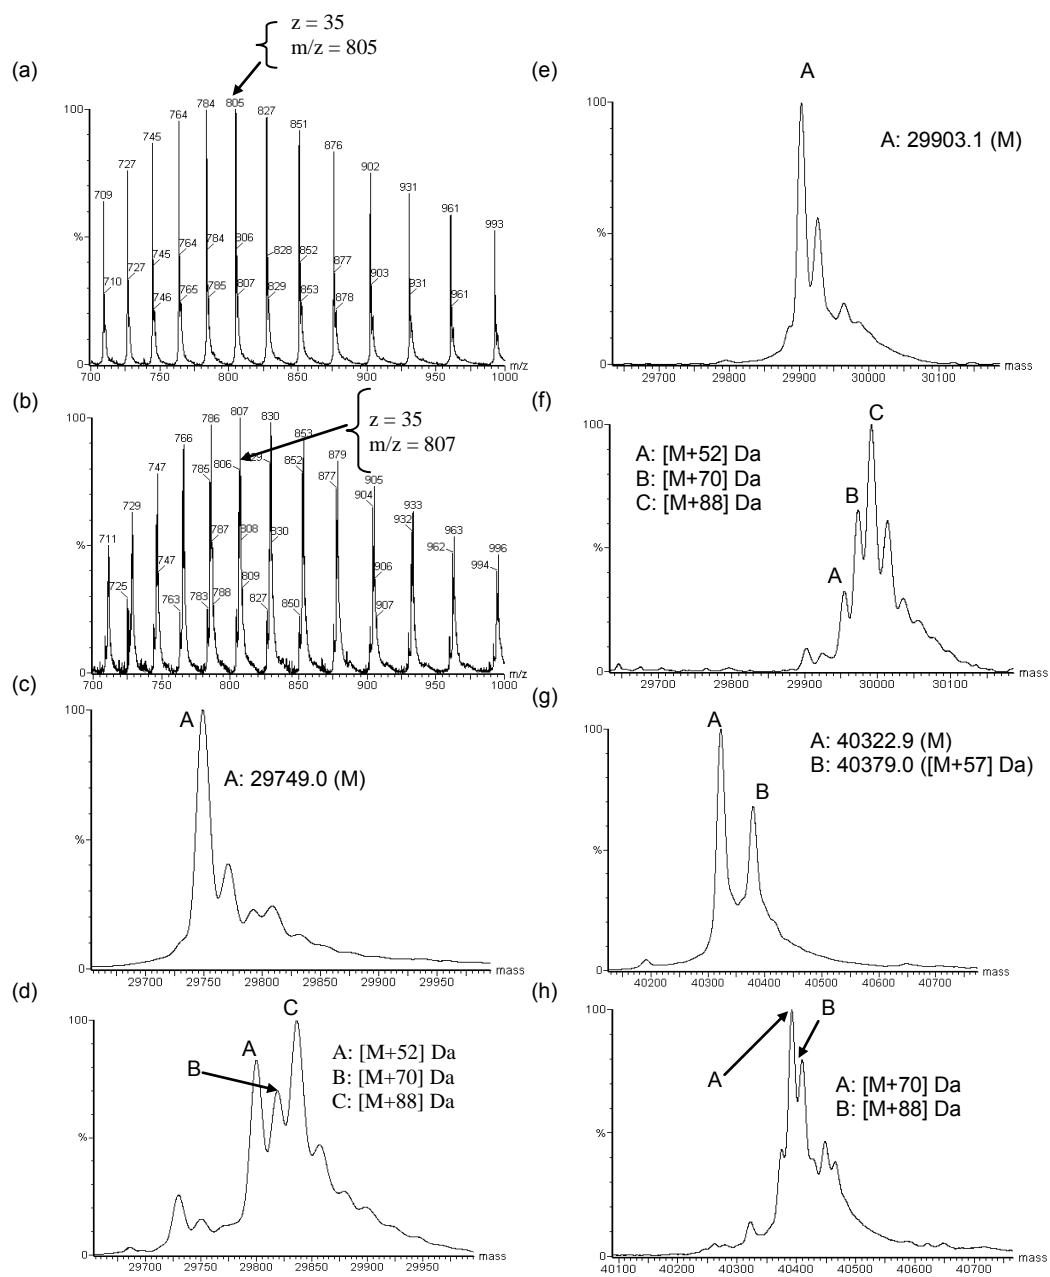 z = 35
m/z = 805
(a)
100
%
0
709
710
727
727
745
745
746
764
764
765
784
784
785
805
806
807
827
828
829
851
852
853
876
877
878
902
903
931
931
961
961
993
700 750 800 850 900 950 1000 m/z
(b)
z = 35
m/z = 807
100
%
0
711
725
729
747
747
763
766
785
786
787
783
788
806
807
808
809
830
830
827
853
852
850
879
877
905
904
906
907
933
932
963
962
996
994
700 750 800 850 900 950 1000 m/z
(c)
A
A: 29749.0 (M)
100
%
0
29700 29750 29800 29850 29900 29950 mass
(d)
A
B
C
A: [M+52] Da
B: [M+70] Da
C: [M+88] Da
100
%
0
29700 29750 29800 29850 29900 29950 mass
(e)
A
A: 29903.1 (M)
100
%
0
29700 29800 29900 30000 30100 mass
(f)
A: [M+52] Da
B: [M+70] Da
C: [M+88] Da
A
B
C
100
%
0
29700 29800 29900 30000 30100 mass
(g)
A
B
A: 40322.9 (M)
B: 40379.0 ([M+57] Da)
100
%
0
40200 40300 40400 40500 40600 40700 mass
(h)
A
B
A: [M+70] Da
B: [M+88] Da
100
%
0
40100 40200 40300 40400 40500 40600 40700 mass